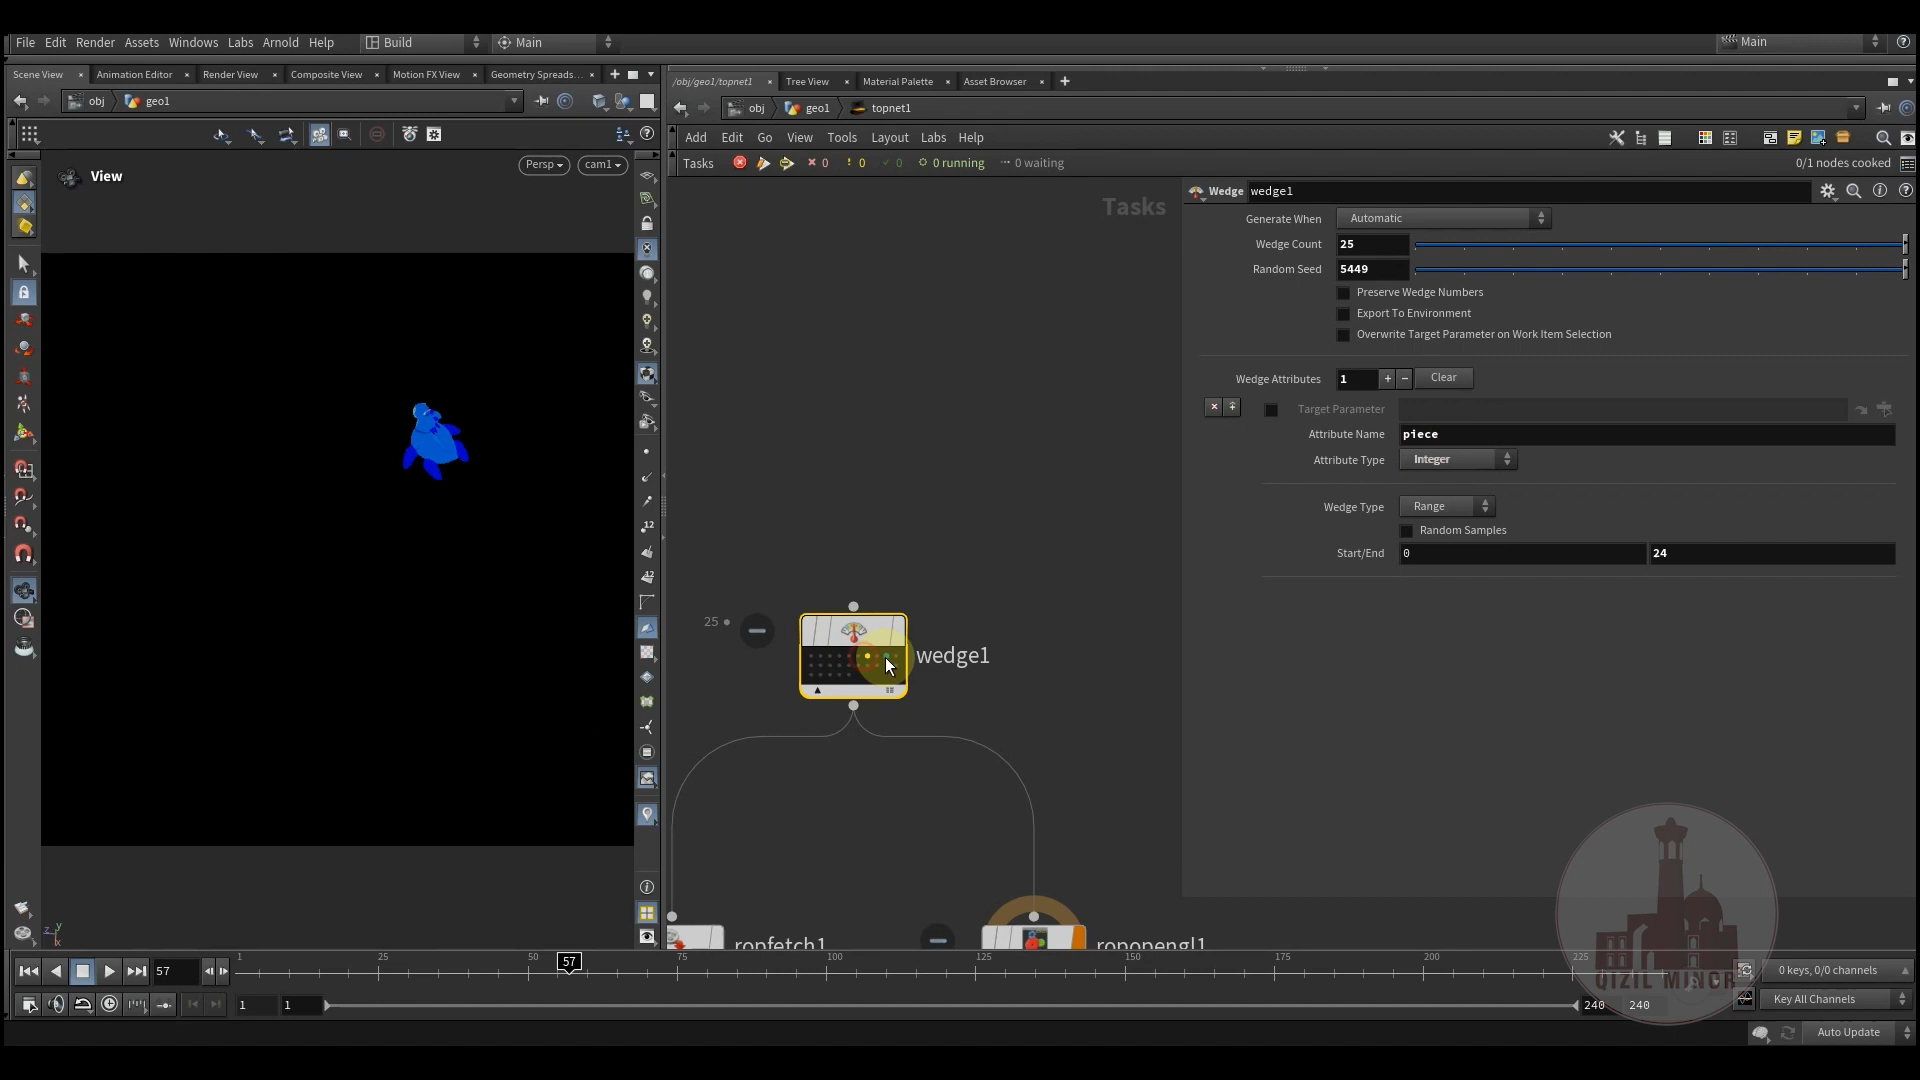 File Edit Render Assets Windows Labs Arnold Help Build Main Main
Scene View Animation Editor Render View Composite View Motion FX View Geometry Spreads...
/obj/geo1/topnet1 Tree View Material Palette Asset Browser
obj geo1
obj geo1 topnet1
Add Edit Go View Tools Layout Labs Help
Tasks 0 0 0 0 running 0 waiting 0/1 nodes cooked
View
Persp
cam1
Tasks
Wedge wedge1
Generate When Automatic
Wedge Count 25
Random Seed 5449
Preserve Wedge Numbers
Export To Environment
Overwrite Target Parameter on Work Item Selection
Wedge Attributes 1 Clear
Target Parameter
Attribute Name piece
Attribute Type Integer
Wedge Type Range
Random Samples
Start/End 0 24
25
wedge1
ropfetch1
ropopengl1
12
12
z y x
57
1 25 50 57 75 100 125 150 175 200 225
0 keys, 0/0 channels
1 1 240 240
Key All Channels
Auto Update
QIZIL MINOR